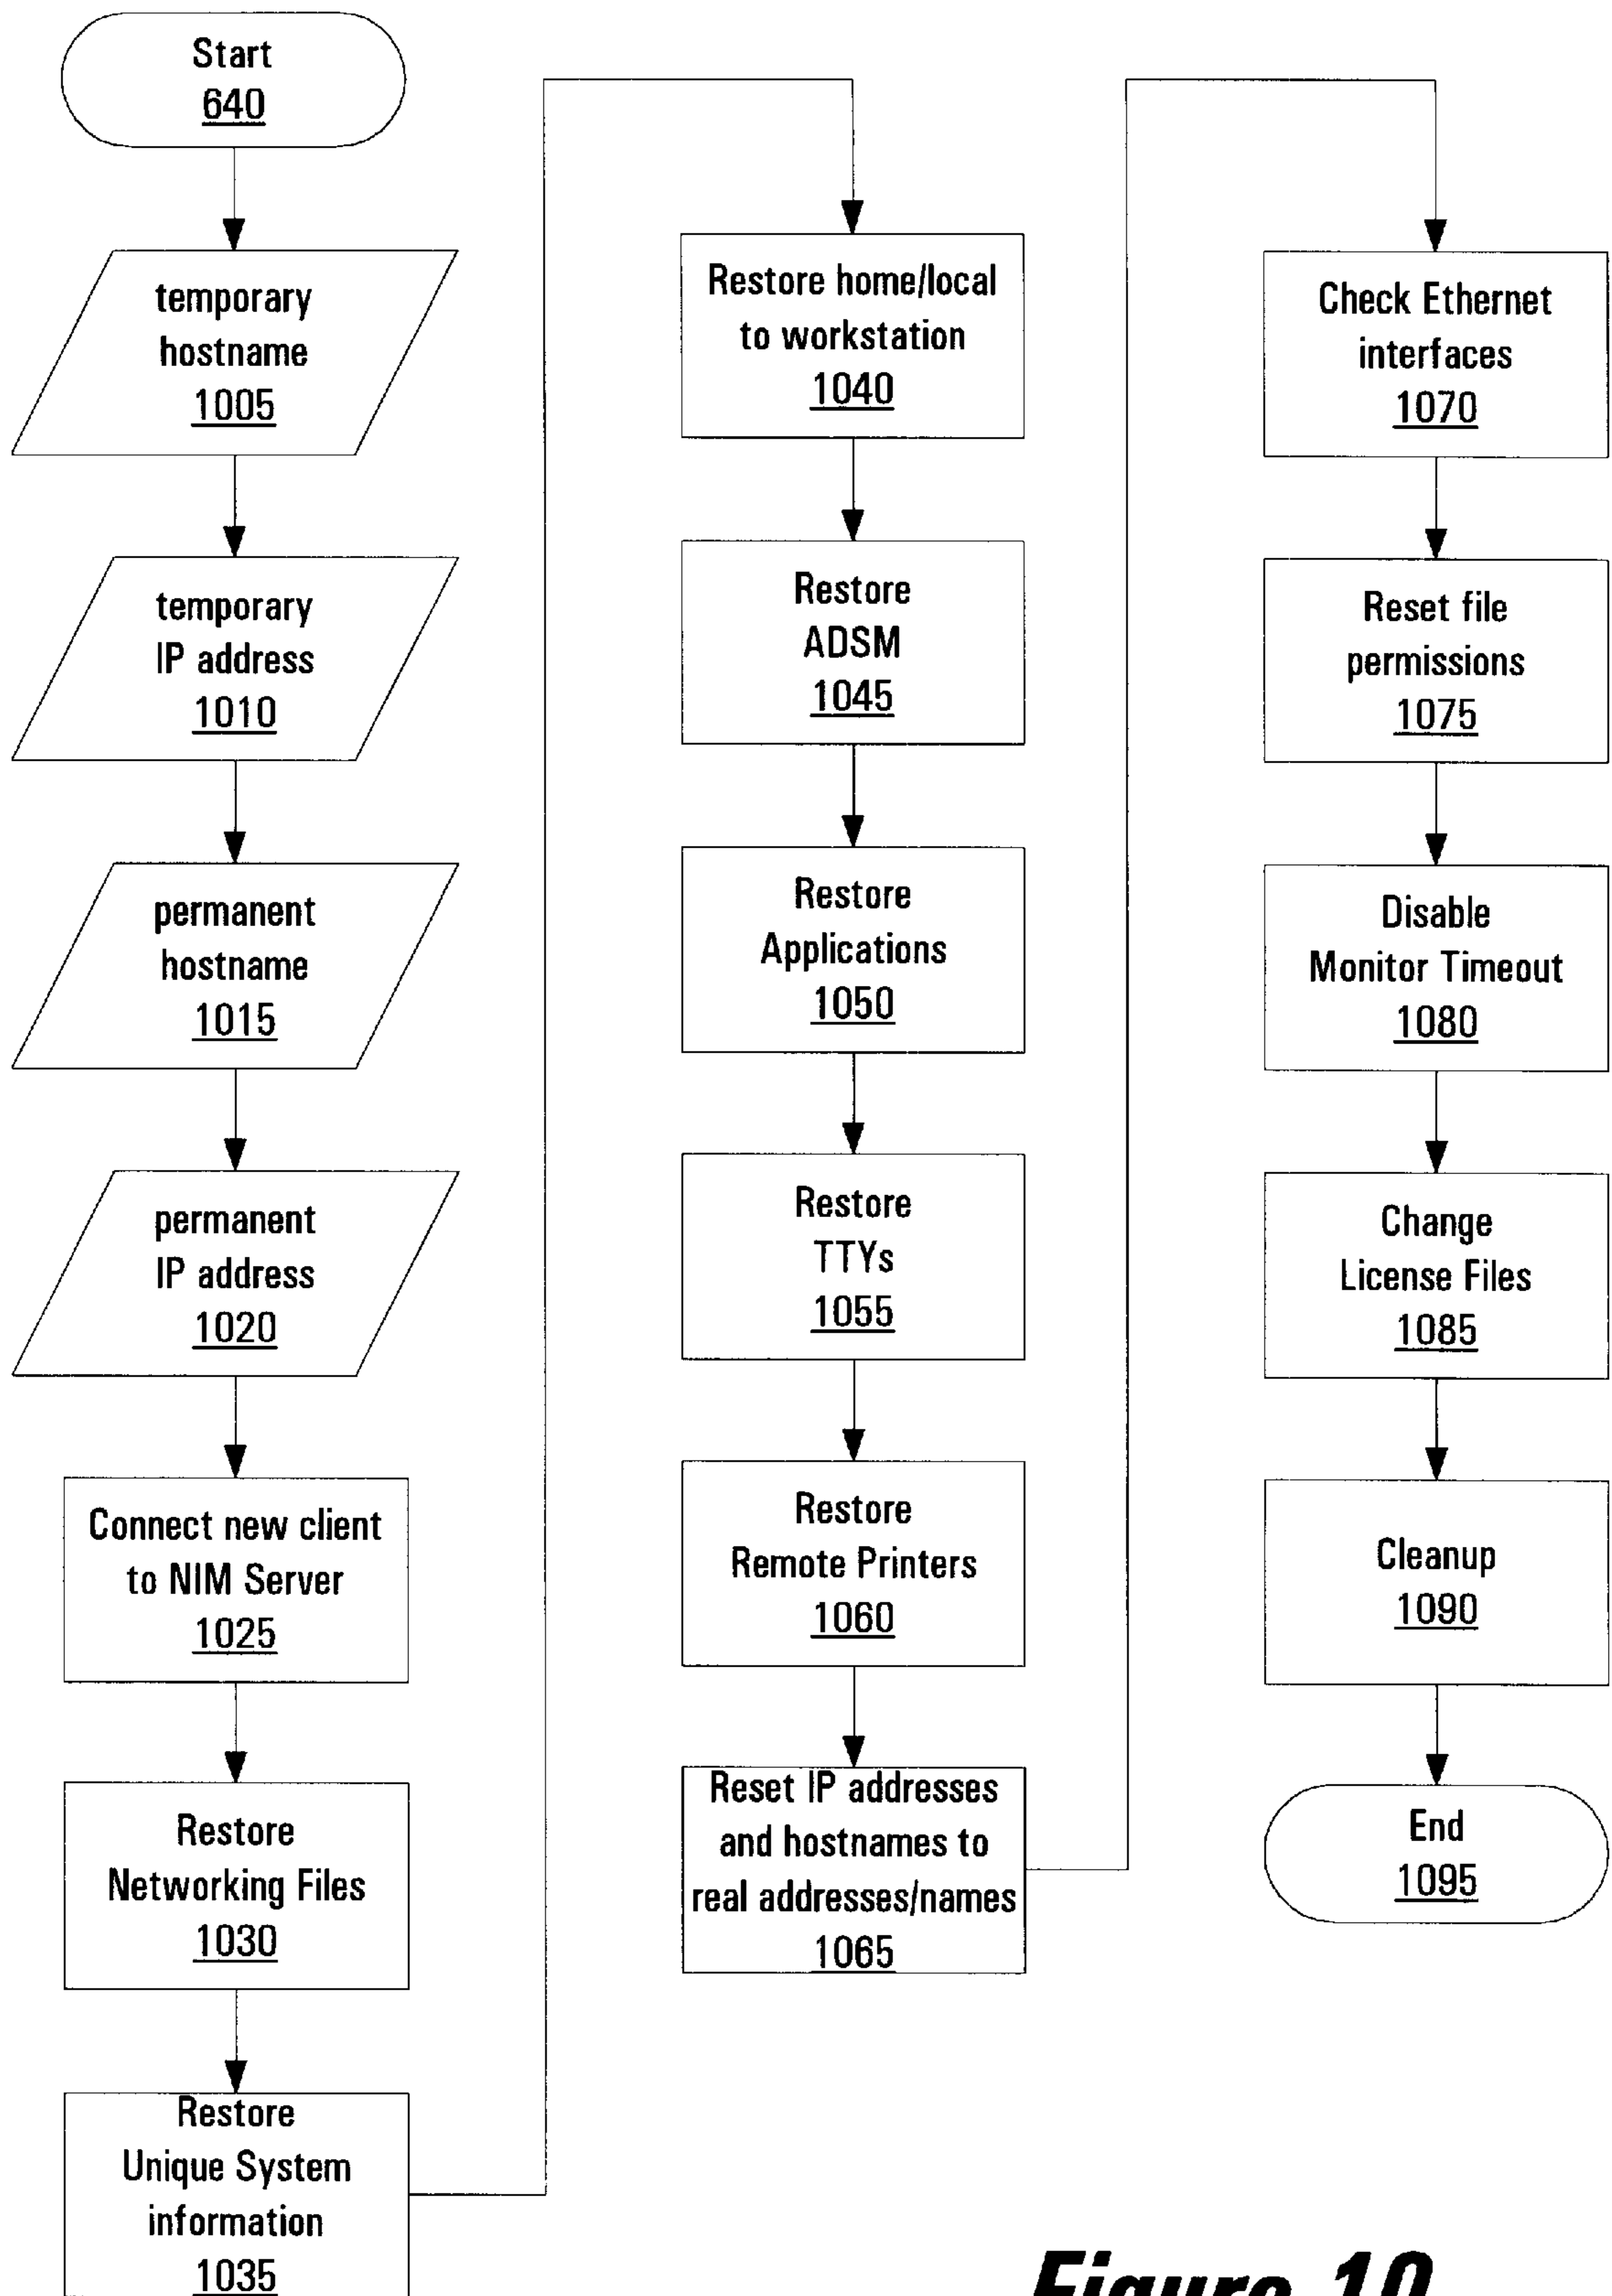 Start
640
temporary
hostname
1005
temporary
IP address
1010
permanent
hostname
1015
permanent
IP address
1020
Connect new client
to NIM Server
1025
Restore
Networking Files
1030
Restore
Unique System
information
1035
Restore home/local
to workstation
1040
Restore
ADSM
1045
Restore
Applications
1050
Restore
TTYs
1055
Restore
Remote Printers
1060
Reset IP addresses
and hostnames to
real addresses/names
1065
Check Ethernet
interfaces
1070
Reset file
permissions
1075
Disable
Monitor Timeout
1080
Change
License Files
1085
Cleanup
1090
End
1095
Figure 10